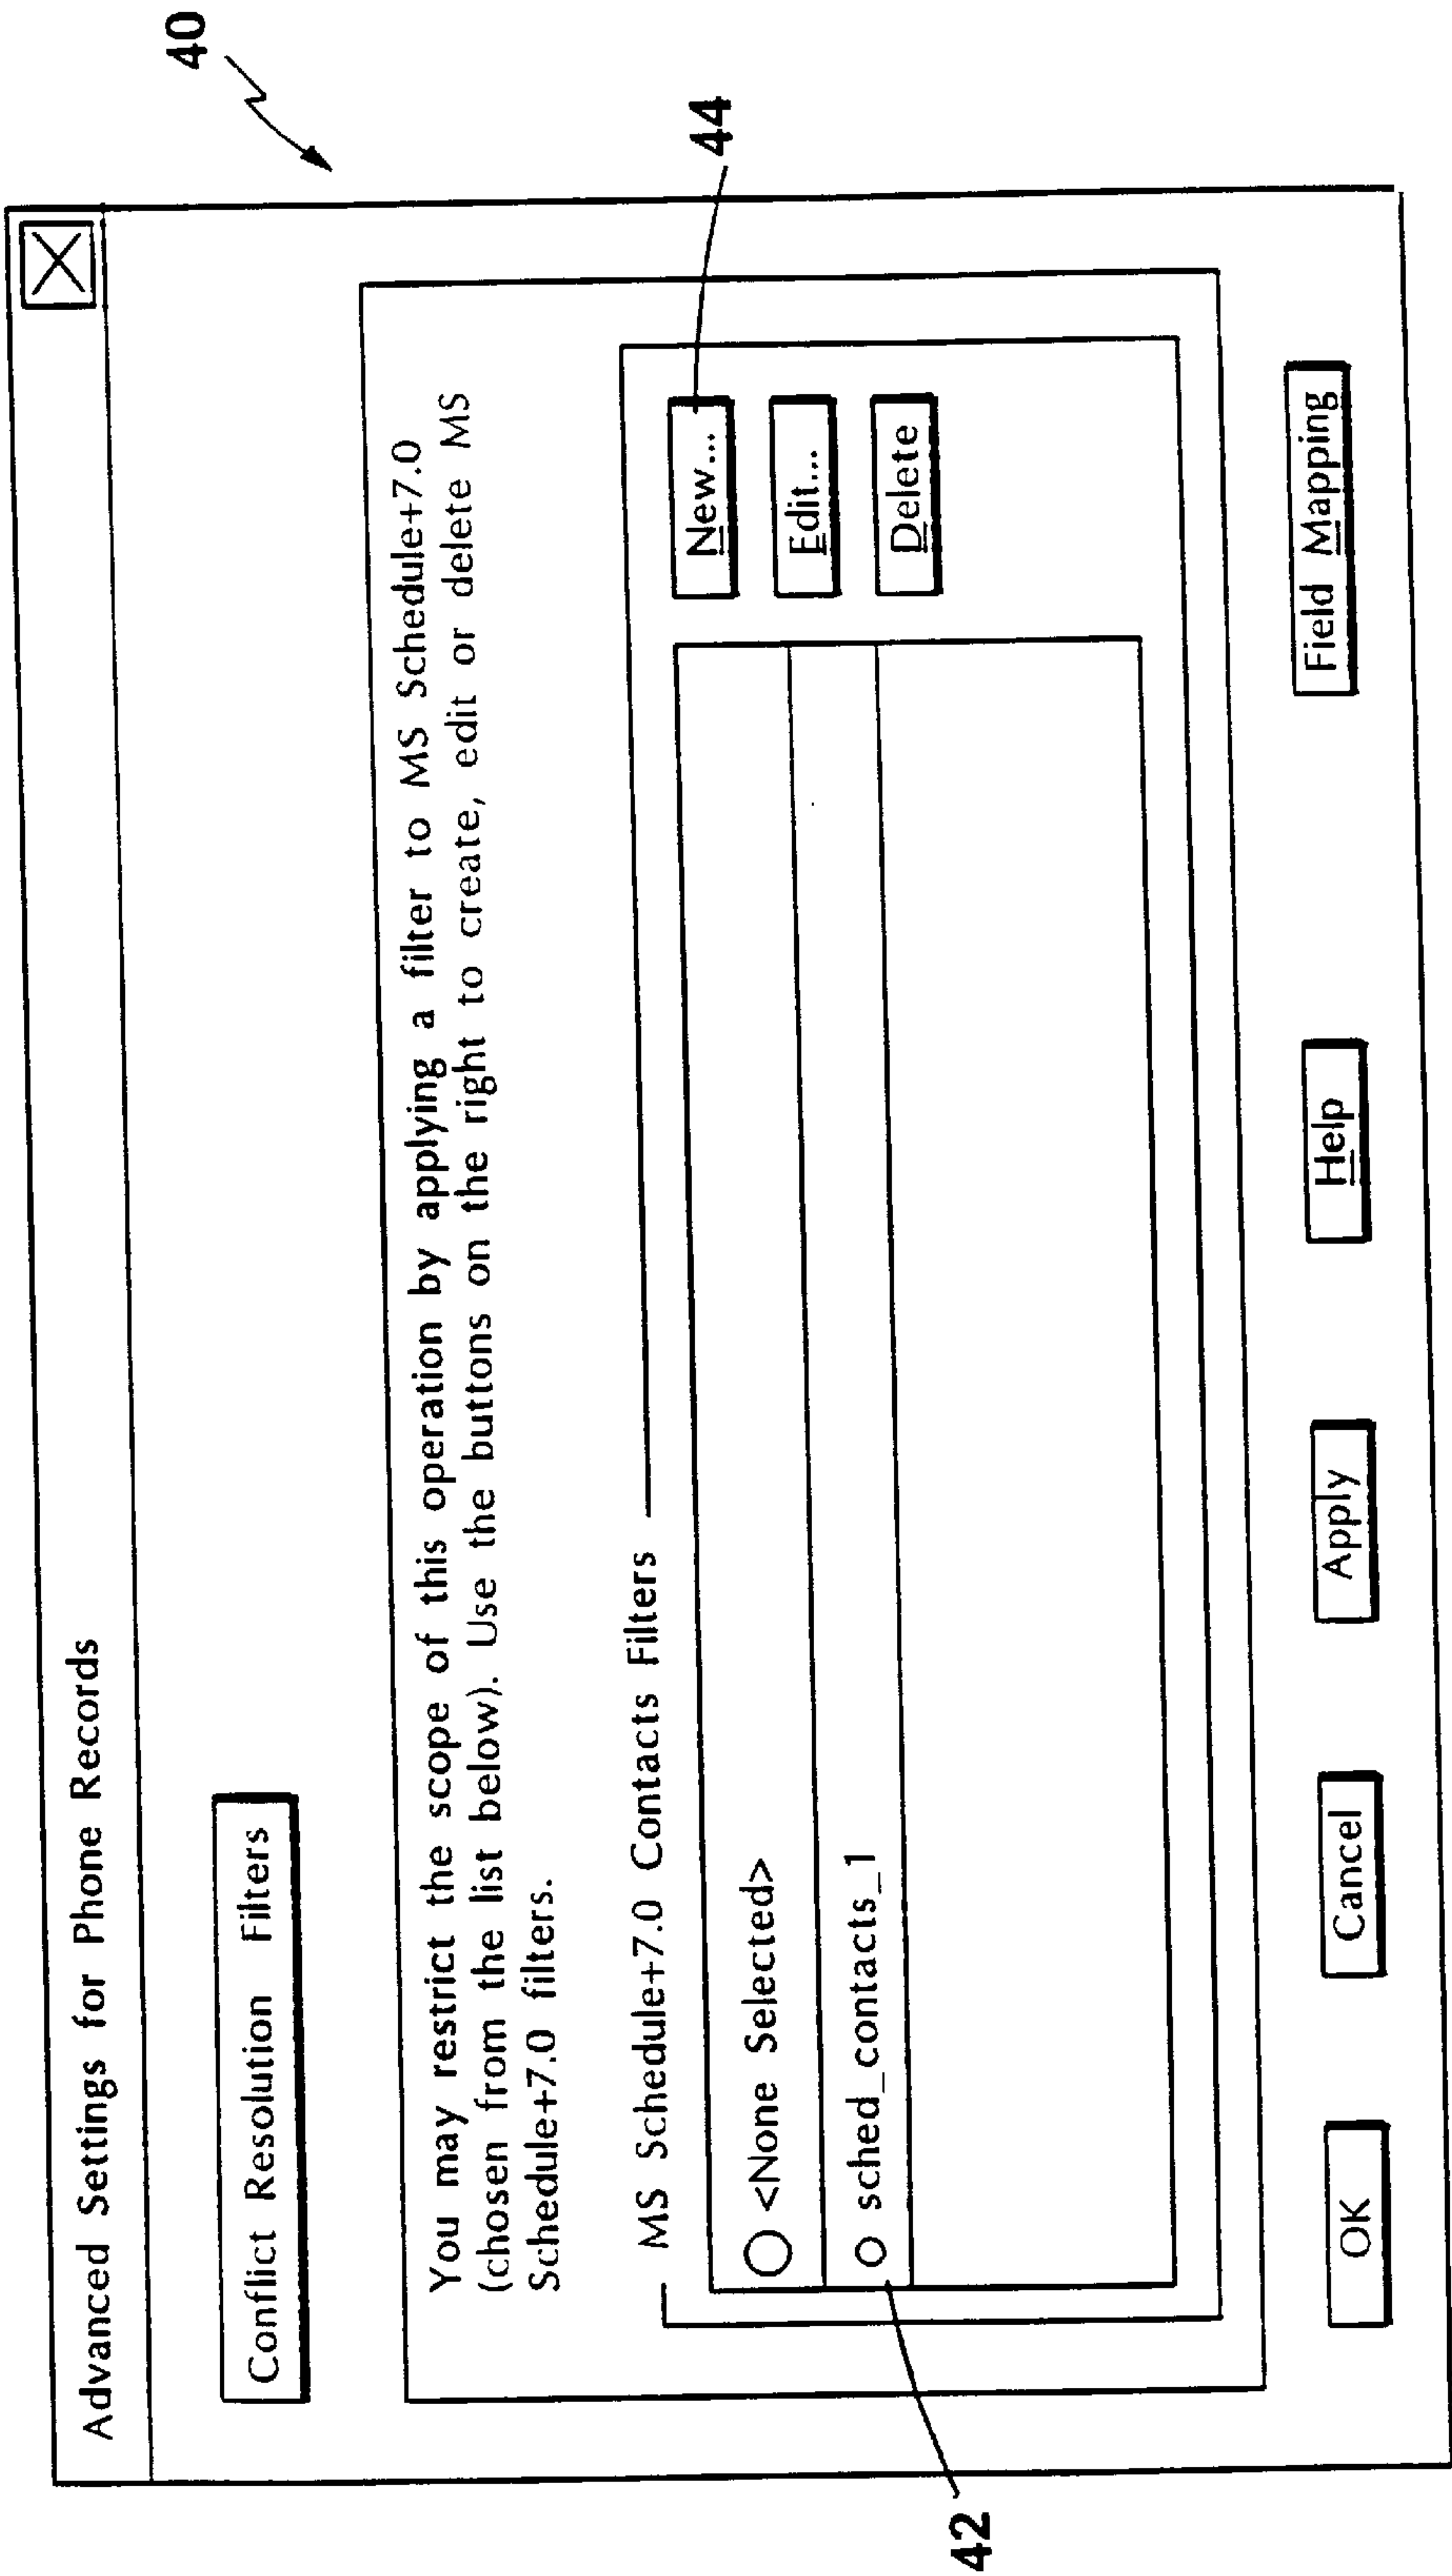 40
Advanced Settings for Phone Records
Conflict Resolution Filters
You may restrict the scope of this operation by applying a filter to MS Schedule+7.0
(chosen from the list below). Use the buttons on the right to create, edit or delete MS
Schedule+7.0 filters.
MS Schedule+7.0 Contacts Filters
44
<None Selected>
New...
sched_contacts_1
Edit...
Delete
42
OK
Cancel
Apply
Help
Field Mapping